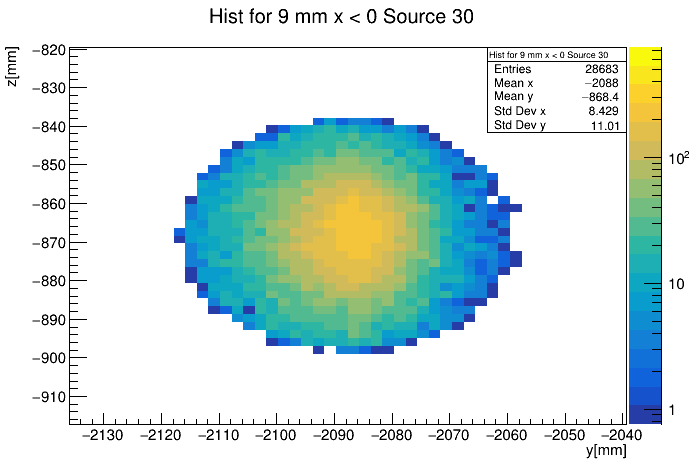 Hist for 9 mm x < 0 Source 30
z[mm]
Hist for 9 mm x < 0 Source 30
Entries 28683
Mean x −2088
Mean y −868.4
Std Dev x 8.429
Std Dev y 11.01
−820
−830
−840
−850
−860
−870
−880
−890
−900
−910
10²
10
1
−2130 −2120 −2110 −2100 −2090 −2080 −2070 −2060 −2050 −2040
y[mm]